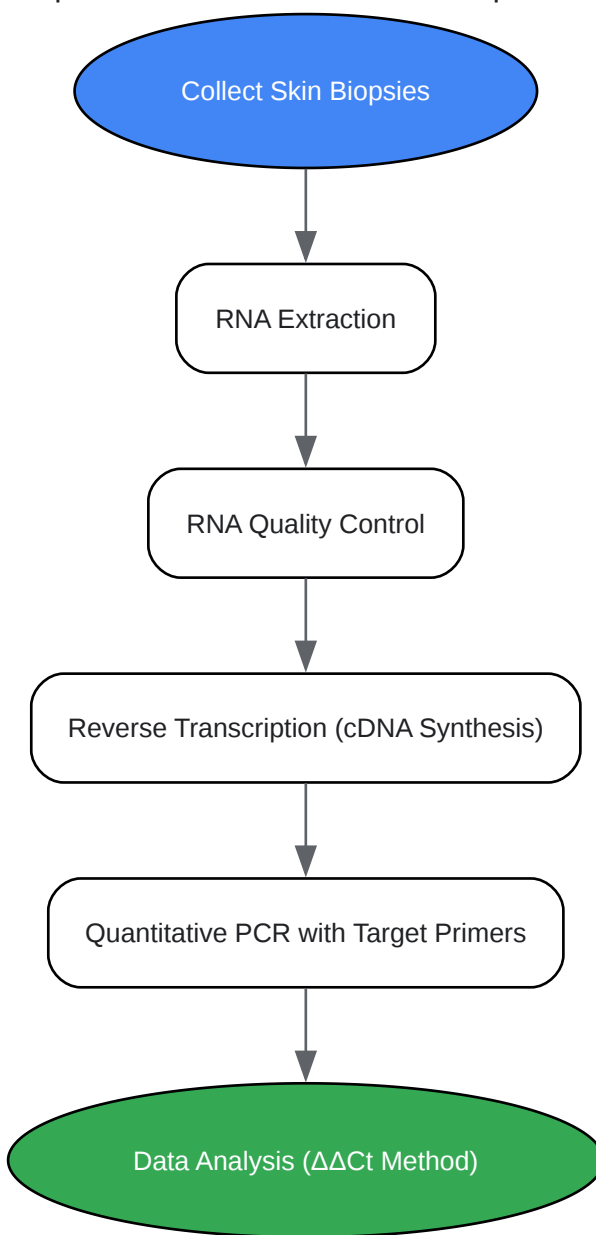 Collect Skin Biopsies
RNA Extraction
RNA Quality Control
Reverse Transcription (cDNA Synthesis)
Quantitative PCR with Target Primers
Data Analysis (ΔΔCt Method)